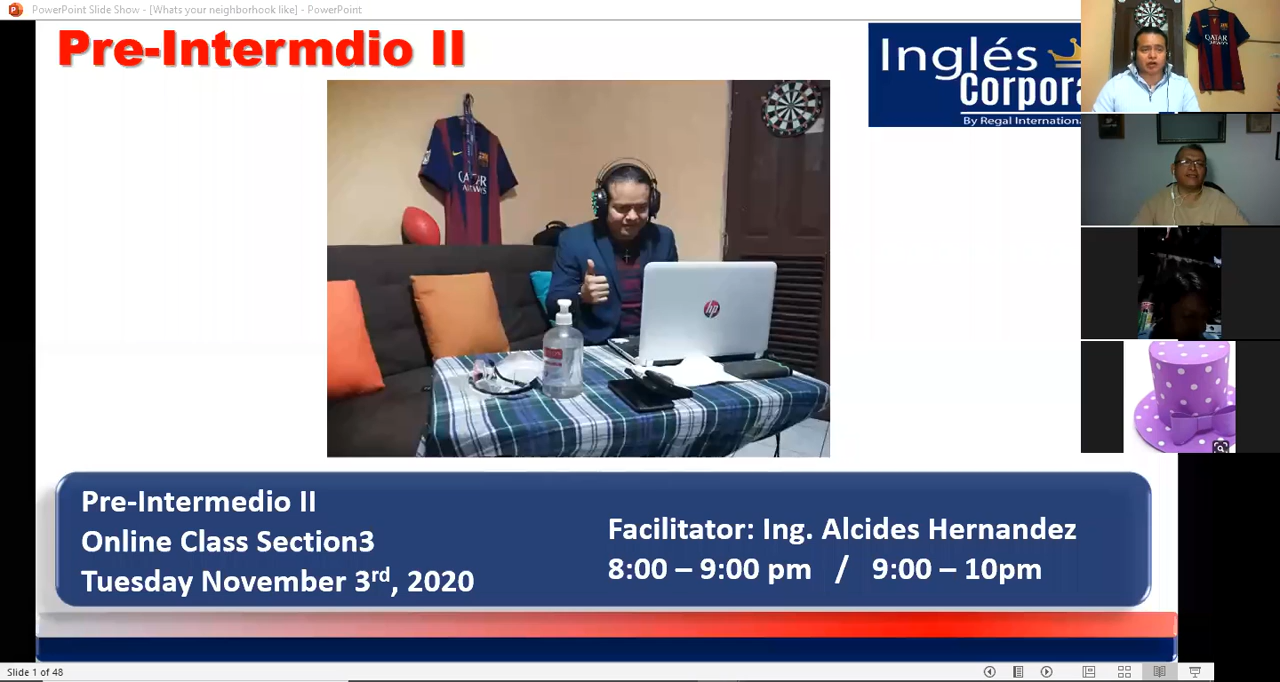 PowerPoint Slide Show - [Whats your neighborhook like] - PowerPoint
Pre-Intermdio II
Inglés
Corpora
By Regal International
QATAR
AIRWAYS
QATAR
AIRWAYS
hp
Pre-Intermedio II
Online Class Section3
Tuesday November 3rd, 2020
Facilitator: Ing. Alcides Hernandez
8:00 – 9:00 pm / 9:00 – 10pm
Slide 1 of 48